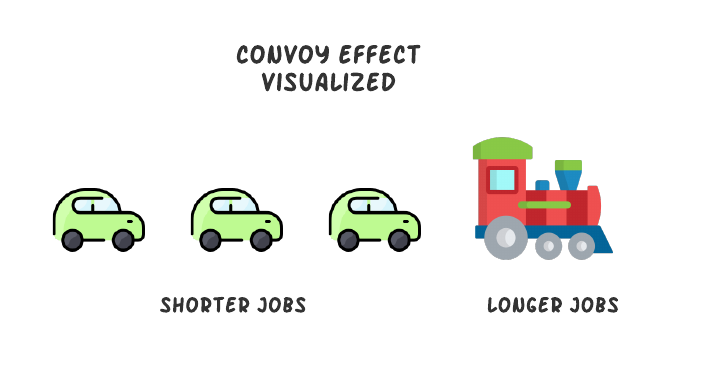 CONVOY EFFECT
VISUALIZED
SHORTER JOBS
LONGER JOBS